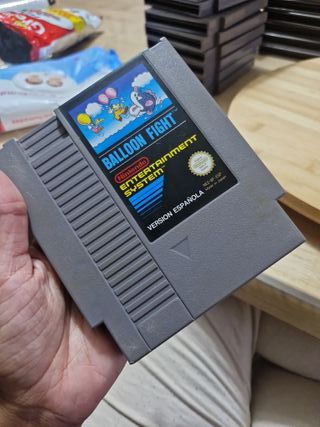 BALLOON FIGHT
Nintendo
ENTERTAINMENT
SYSTEM
VERSION ESPAÑOLA